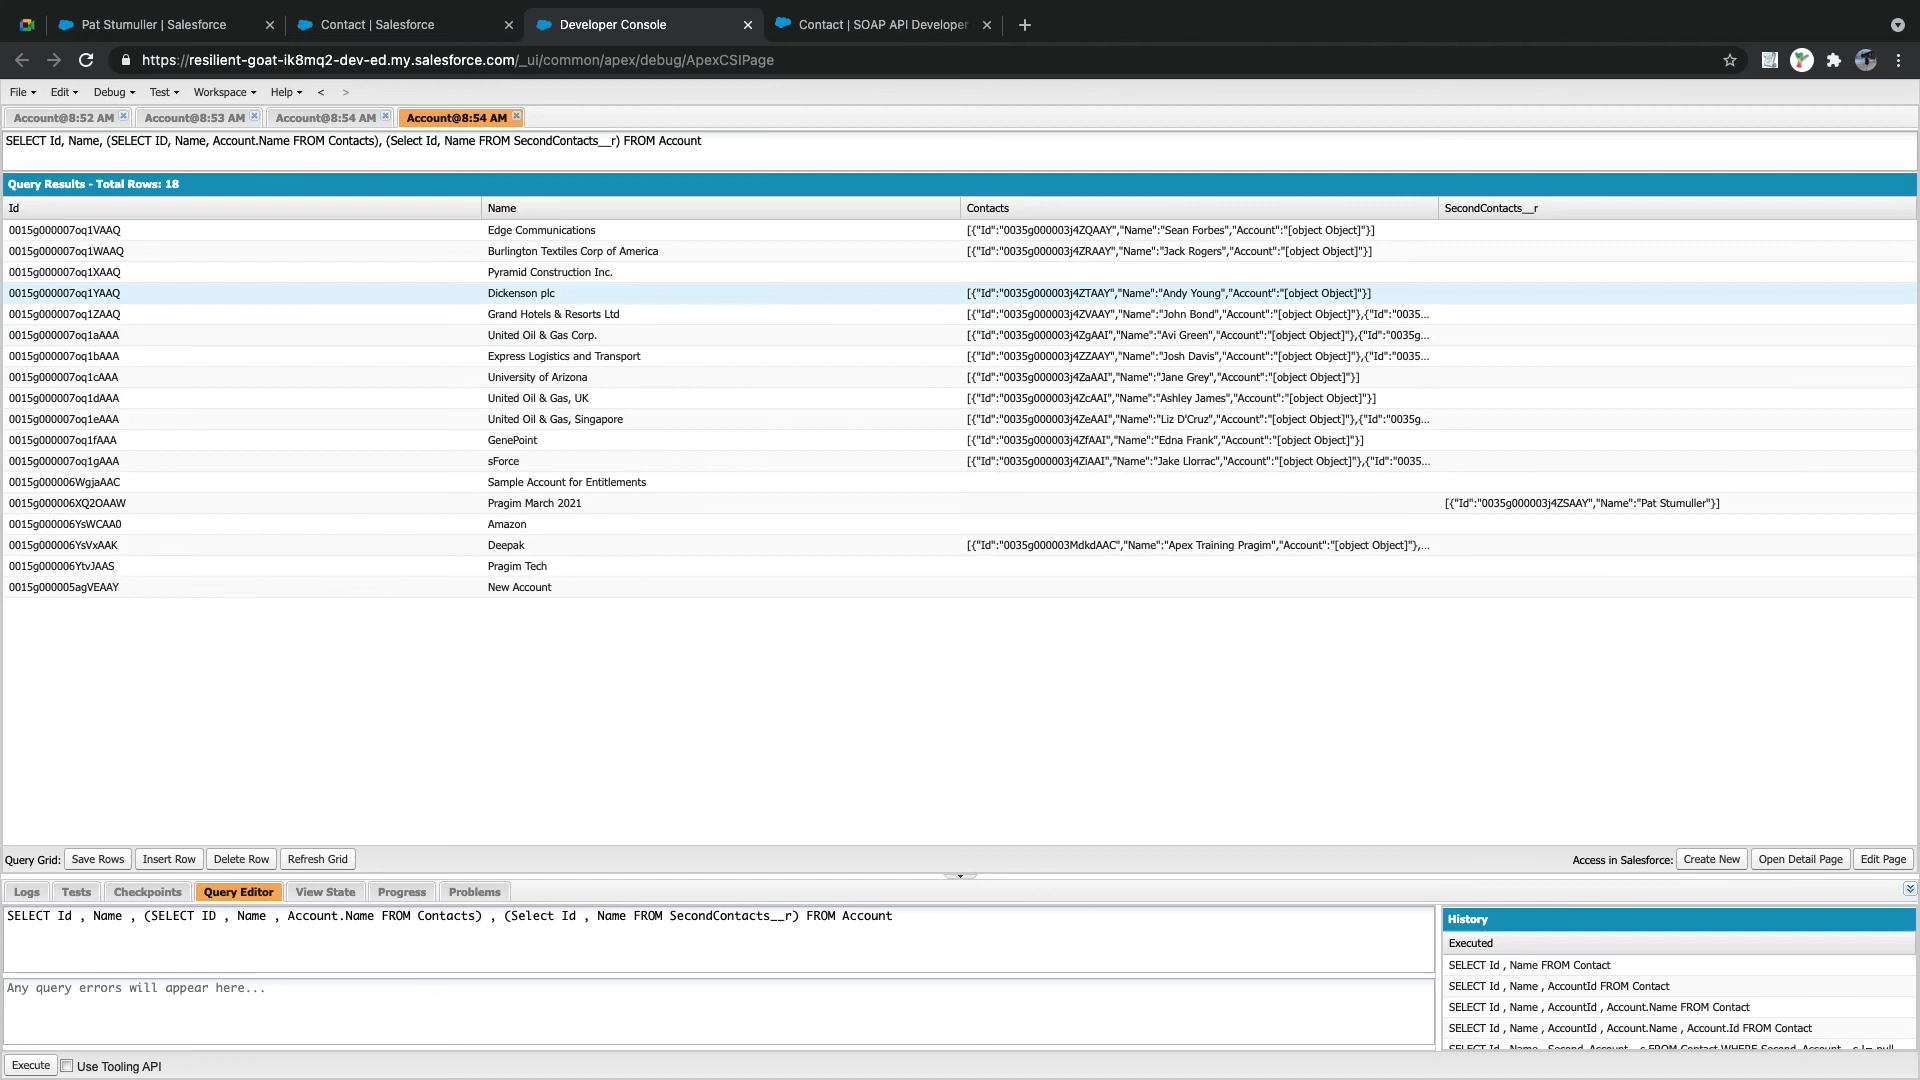 Pat Stumuller | Salesforce
Contact | Salesforce
Developer Console
Contact | SOAP API Developer
https://resilient-goat-ik8mq2-dev-ed.my.salesforce.com/_ui/common/apex/debug/ApexCSIPage
File Edit Debug Test Workspace Help < >
Account@8:52 AM Account@8:53 AM Account@8:54 AM Account@8:54 AM
SELECT Id, Name, (SELECT ID, Name, Account.Name FROM Contacts), (Select Id, Name FROM SecondContacts__r) FROM Account
Query Results - Total Rows: 18
Id Name Contacts SecondContacts__r
0015g000007oq1VAAQ Edge Communications [{"Id":"0035g000003j4ZQAAY","Name":"Sean Forbes","Account":"[object Object]"}]
0015g000007oq1WAAQ Burlington Textiles Corp of America [{"Id":"0035g000003j4ZRAAY","Name":"Jack Rogers","Account":"[object Object]"}]
0015g000007oq1XAAQ Pyramid Construction Inc.
0015g000007oq1YAAQ Dickenson plc [{"Id":"0035g000003j4ZTAAY","Name":"Andy Young","Account":"[object Object]"}]
0015g000007oq1ZAAQ Grand Hotels & Resorts Ltd [{"Id":"0035g000003j4ZVAAY","Name":"John Bond","Account":"[object Object]"},{"Id":"0035...
0015g000007oq1aAAA United Oil & Gas Corp. [{"Id":"0035g000003j4ZgAAI","Name":"Avi Green","Account":"[object Object]"},{"Id":"0035g...
0015g000007oq1bAAA Express Logistics and Transport [{"Id":"0035g000003j4ZZAAY","Name":"Josh Davis","Account":"[object Object]"},{"Id":"0035...
0015g000007oq1cAAA University of Arizona [{"Id":"0035g000003j4ZaAAI","Name":"Jane Grey","Account":"[object Object]"}]
0015g000007oq1dAAA United Oil & Gas, UK [{"Id":"0035g000003j4ZcAAI","Name":"Ashley James","Account":"[object Object]"}]
0015g000007oq1eAAA United Oil & Gas, Singapore [{"Id":"0035g000003j4ZeAAI","Name":"Liz D'Cruz","Account":"[object Object]"},{"Id":"0035g...
0015g000007oq1fAAA GenePoint [{"Id":"0035g000003j4ZfAAI","Name":"Edna Frank","Account":"[object Object]"}]
0015g000007oq1gAAA sForce [{"Id":"0035g000003j4ZiAAI","Name":"Jake Llorrac","Account":"[object Object]"},{"Id":"0035...
0015g000006WgjaAAC Sample Account for Entitlements
0015g000006XQ2OAAW Pragim March 2021 [{"Id":"0035g000003j4ZSAAY","Name":"Pat Stumuller"}]
0015g000006YsWCAA0 Amazon
0015g000006YsVxAAK Deepak [{"Id":"0035g000003MdkdAAC","Name":"Apex Training Pragim","Account":"[object Object]"},...
0015g000006YtvJAAS Pragim Tech
0015g000005agVEAAY New Account
Query Grid: Save Rows Insert Row Delete Row Refresh Grid Access in Salesforce: Create New Open Detail Page Edit Page
Logs Tests Checkpoints Query Editor View State Progress Problems
SELECT Id , Name , (SELECT ID , Name , Account.Name FROM Contacts) , (Select Id , Name FROM SecondContacts__r) FROM Account
Any query errors will appear here...
History
Executed
SELECT Id , Name FROM Contact
SELECT Id , Name , AccountId FROM Contact
SELECT Id , Name , AccountId , Account.Name FROM Contact
SELECT Id , Name , AccountId , Account.Name , Account.Id FROM Contact
SELECT Id , Name , Second_Account__c FROM Contact WHERE Second_Account__c != null
Execute Use Tooling API